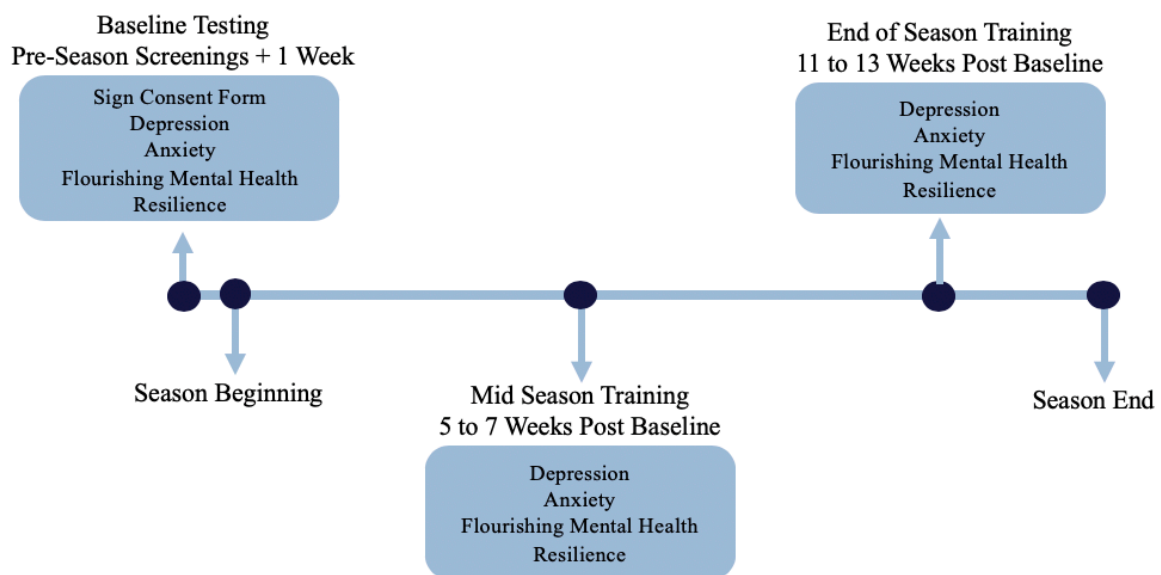 Baseline Testing
Pre-Season Screenings + 1 Week
Sign Consent Form
Depression
Anxiety
Flourishing Mental Health
Resilience
End of Season Training
11 to 13 Weeks Post Baseline
Depression
Anxiety
Flourishing Mental Health
Resilience
Season Beginning
Mid Season Training
5 to 7 Weeks Post Baseline
Depression
Anxiety
Flourishing Mental Health
Resilience
Season End